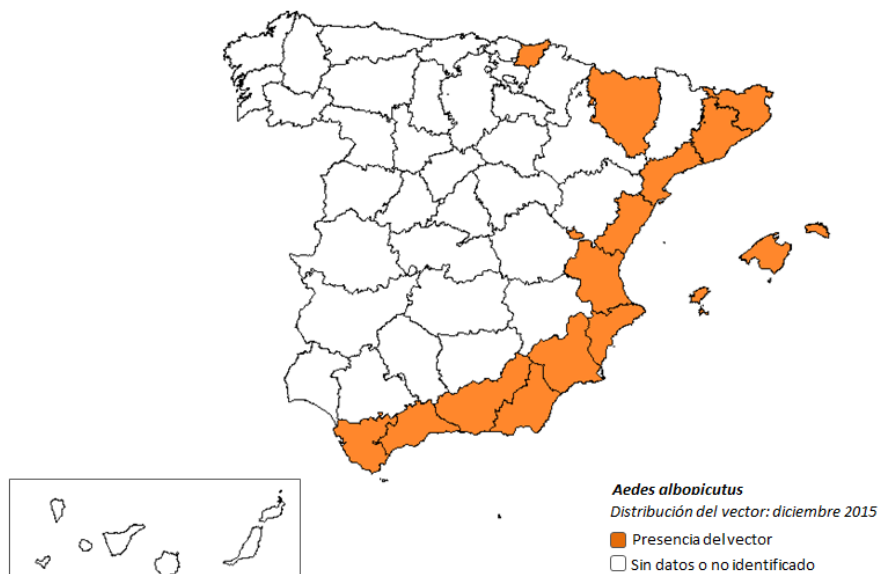 Aedes albopicutus
Distribución del vector: diciembre 2015
Presencia del vector
Sin datos o no identificado